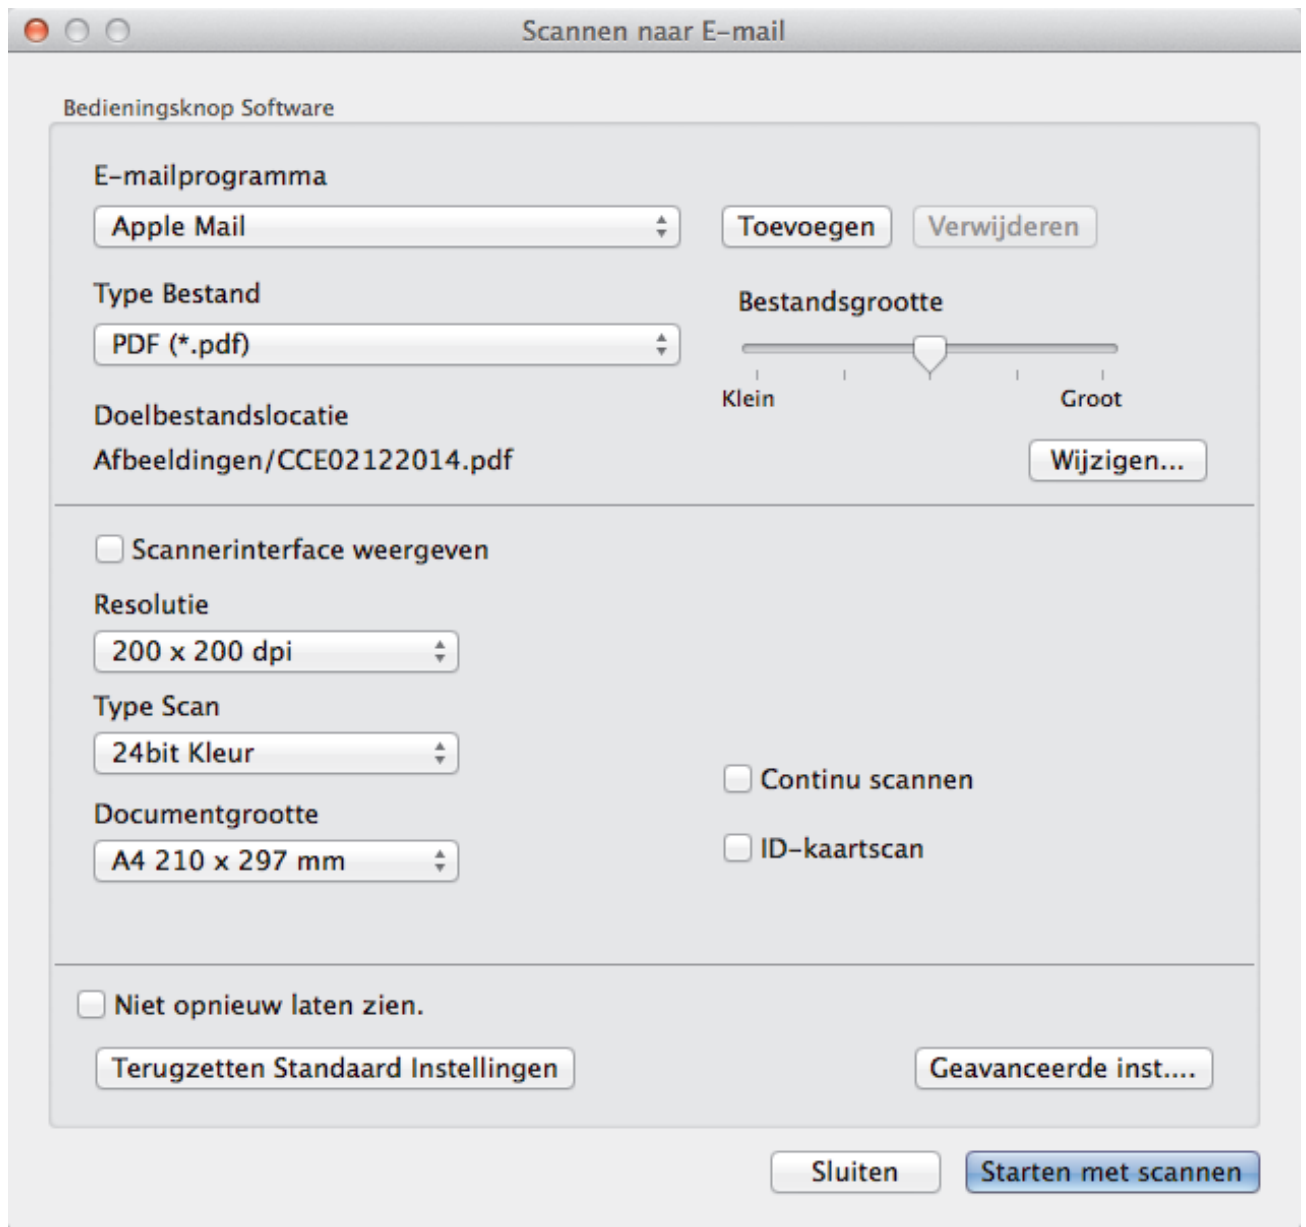 Scannen naar E-mail
Bedieningsknop Software
E-mailprogramma
Apple Mail
Toevoegen
Verwijderen
Type Bestand
Bestandsgrootte
PDF (*.pdf)
Klein
Groot
Doelbestandslocatie
Afbeeldingen/CCE02122014.pdf
Wijzigen...
Scannerinterface weergeven
Resolutie
200 x 200 dpi
Type Scan
24bit Kleur
Continu scannen
Documentgrootte
ID-kaartscan
A4 210 x 297 mm
Niet opnieuw laten zien.
Terugzetten Standaard Instellingen
Geavanceerde inst....
Sluiten
Starten met scannen